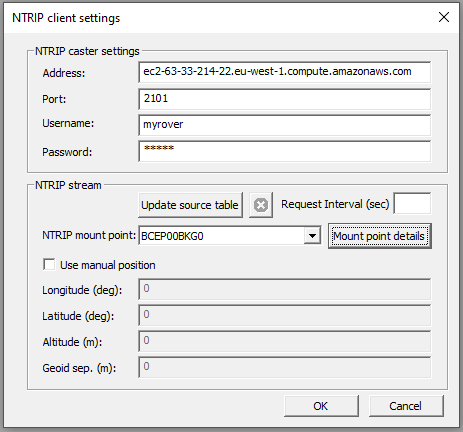 NTRIP client settings
NTRIP caster settings
Address: ec2-63-33-214-22.eu-west-1.compute.amazonaws.com
Port: 2101
Username: myrover
Password: *****
NTRIP stream
Update source table Request Interval (sec)
NTRIP mount point: BCEP00BKG0 Mount point details
Use manual position
Longitude (deg): 0
Latitude (deg): 0
Altitude (m): 0
Geoid sep. (m): 0
OK Cancel